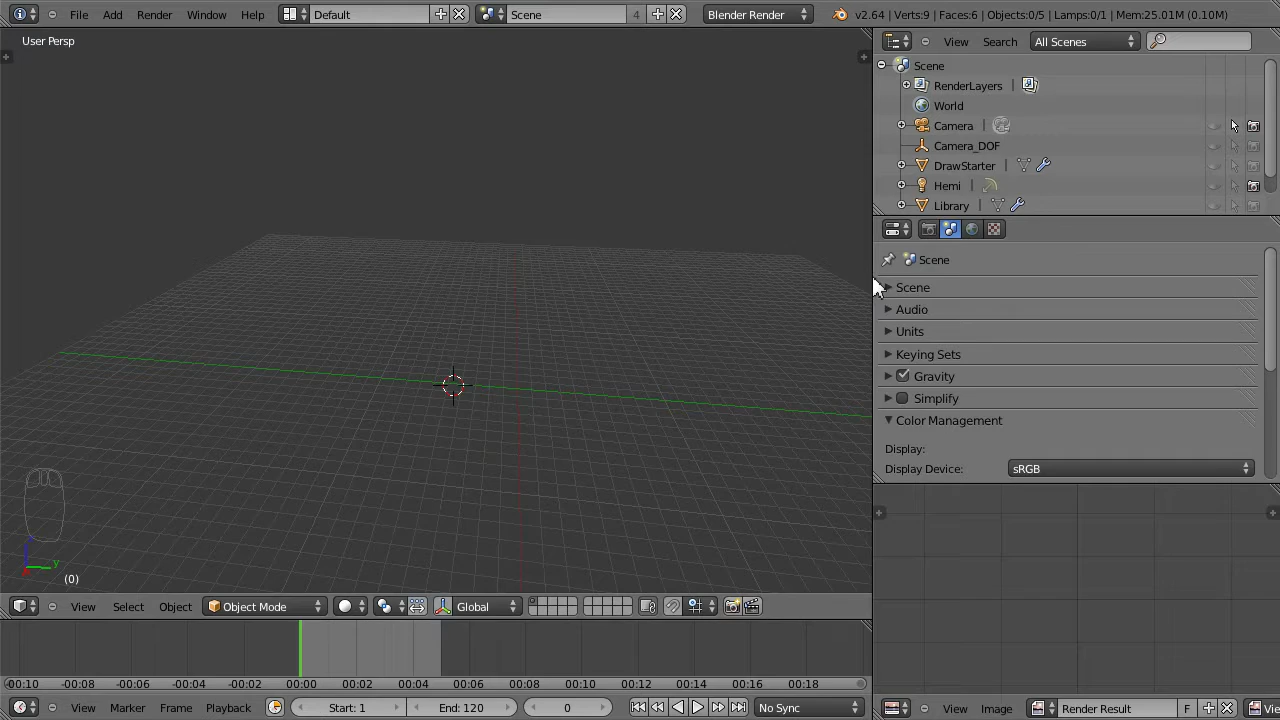 File Add Render Window Help Default Scene 4 Blender Render v2.64 | Verts:9 | Faces:6 | Objects:0/5 | Lamps:0/1 | Mem:25.01M (0.10M)
User Persp
View Search All Scenes
Scene
RenderLayers |
World
Camera |
Camera_DOF
DrawStarter |
Hemi |
Library |
Scene
Scene
Audio
Units
Keying Sets
Gravity
Simplify
Color Management
Display:
Display Device: sRGB
y
(0)
View Select Object Object Mode Global
-00:10 -00:08 -00:06 -00:04 -00:02 00:00 00:02 00:04 00:06 00:08 00:10 00:12 00:14 00:16 00:18
View Marker Frame Playback Start: 1 End: 120 0 No Sync
View Image Render Result F Vie